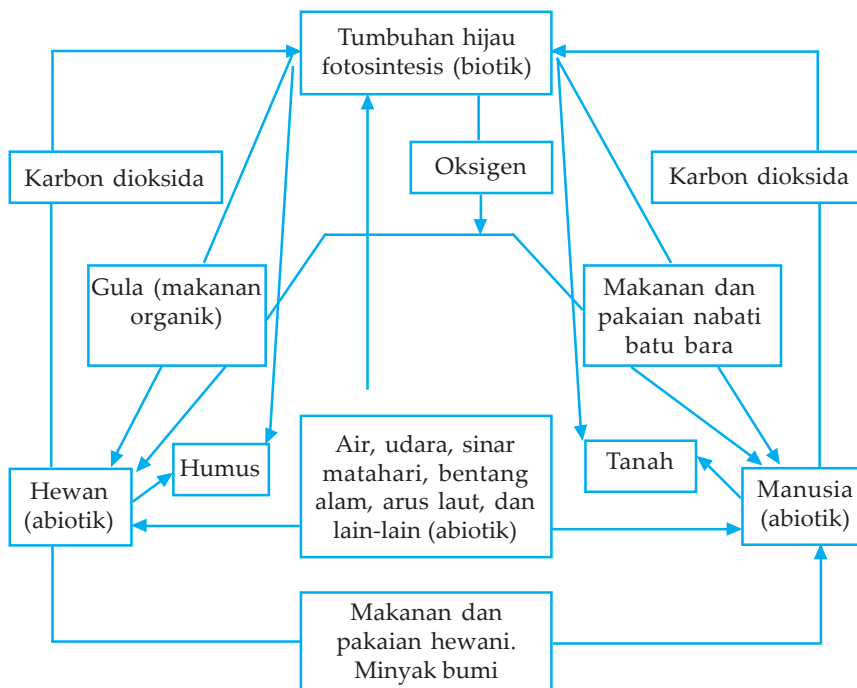 Tumbuhan hijau
fotosintesis (biotik)
Karbon dioksida
Oksigen
Karbon dioksida
Gula (makanan
organik)
Makanan dan
pakaian nabati
batu bara
Humus
Air, udara, sinar
matahari, bentang
alam, arus laut, dan
lain-lain (abiotik)
Tanah
Hewan
(abiotik)
Manusia
(abiotik)
Makanan dan
pakaian hewani.
Minyak bumi